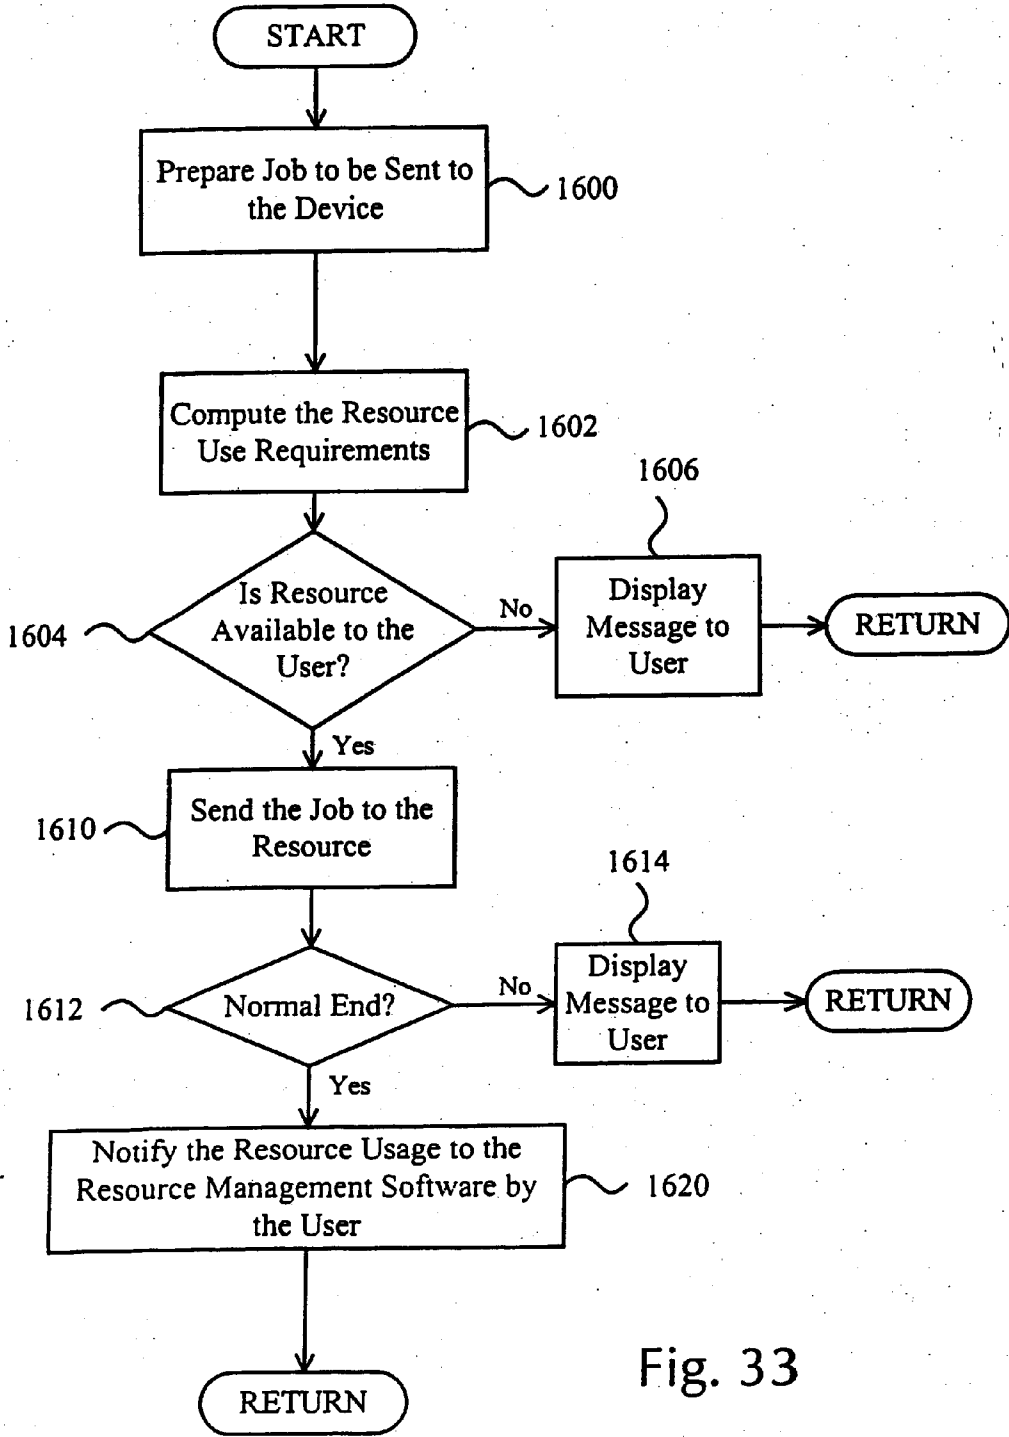 START
Prepare Job to be Sent to
the Device
1600
Compute the Resource
Use Requirements
1602
1606
Is Resource
Available to the
User?
1604
No
Display
Message to
User
RETURN
Yes
Send the Job to the
Resource
1610
1614
Normal End?
1612
No
Display
Message to
User
RETURN
Yes
Notify the Resource Usage to the
Resource Management Software by
the User
1620
RETURN
Fig. 33